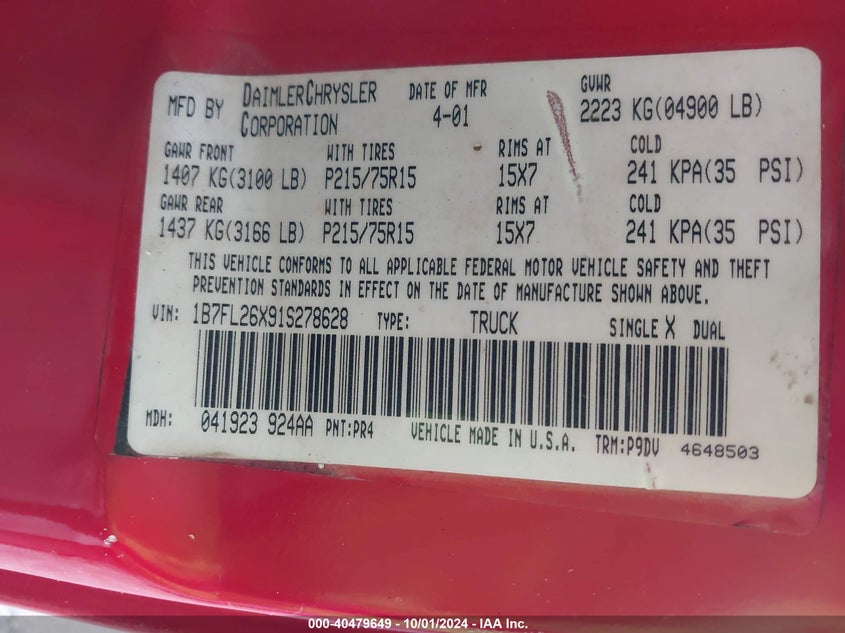 MFD BY DAIMLERCHRYSLER CORPORATION DATE OF MFR 4-01 GVWR 2223 KG(04900 LB)
GAWR FRONT WITH TIRES RIMS AT COLD
1407 KG(3100 LB) P215/75R15 15X7 241 KPA(35 PSI)
GAWR REAR WITH TIRES RIMS AT COLD
1437 KG(3166 LB) P215/75R15 15X7 241 KPA(35 PSI)
THIS VEHICLE CONFORMS TO ALL APPLICABLE FEDERAL MOTOR VEHICLE SAFETY AND THEFT
PREVENTION STANDARDS IN EFFECT ON THE DATE OF MANUFACTURE SHOWN ABOVE.
VIN: 1B7FL26X91S278628 TYPE: TRUCK SINGLE X DUAL
MDH: 041923 924AA PNT:PR4 VEHICLE MADE IN U.S.A. TRM:P9DV 4648503
000-40479649 - 10/01/2024 - IAA Inc.